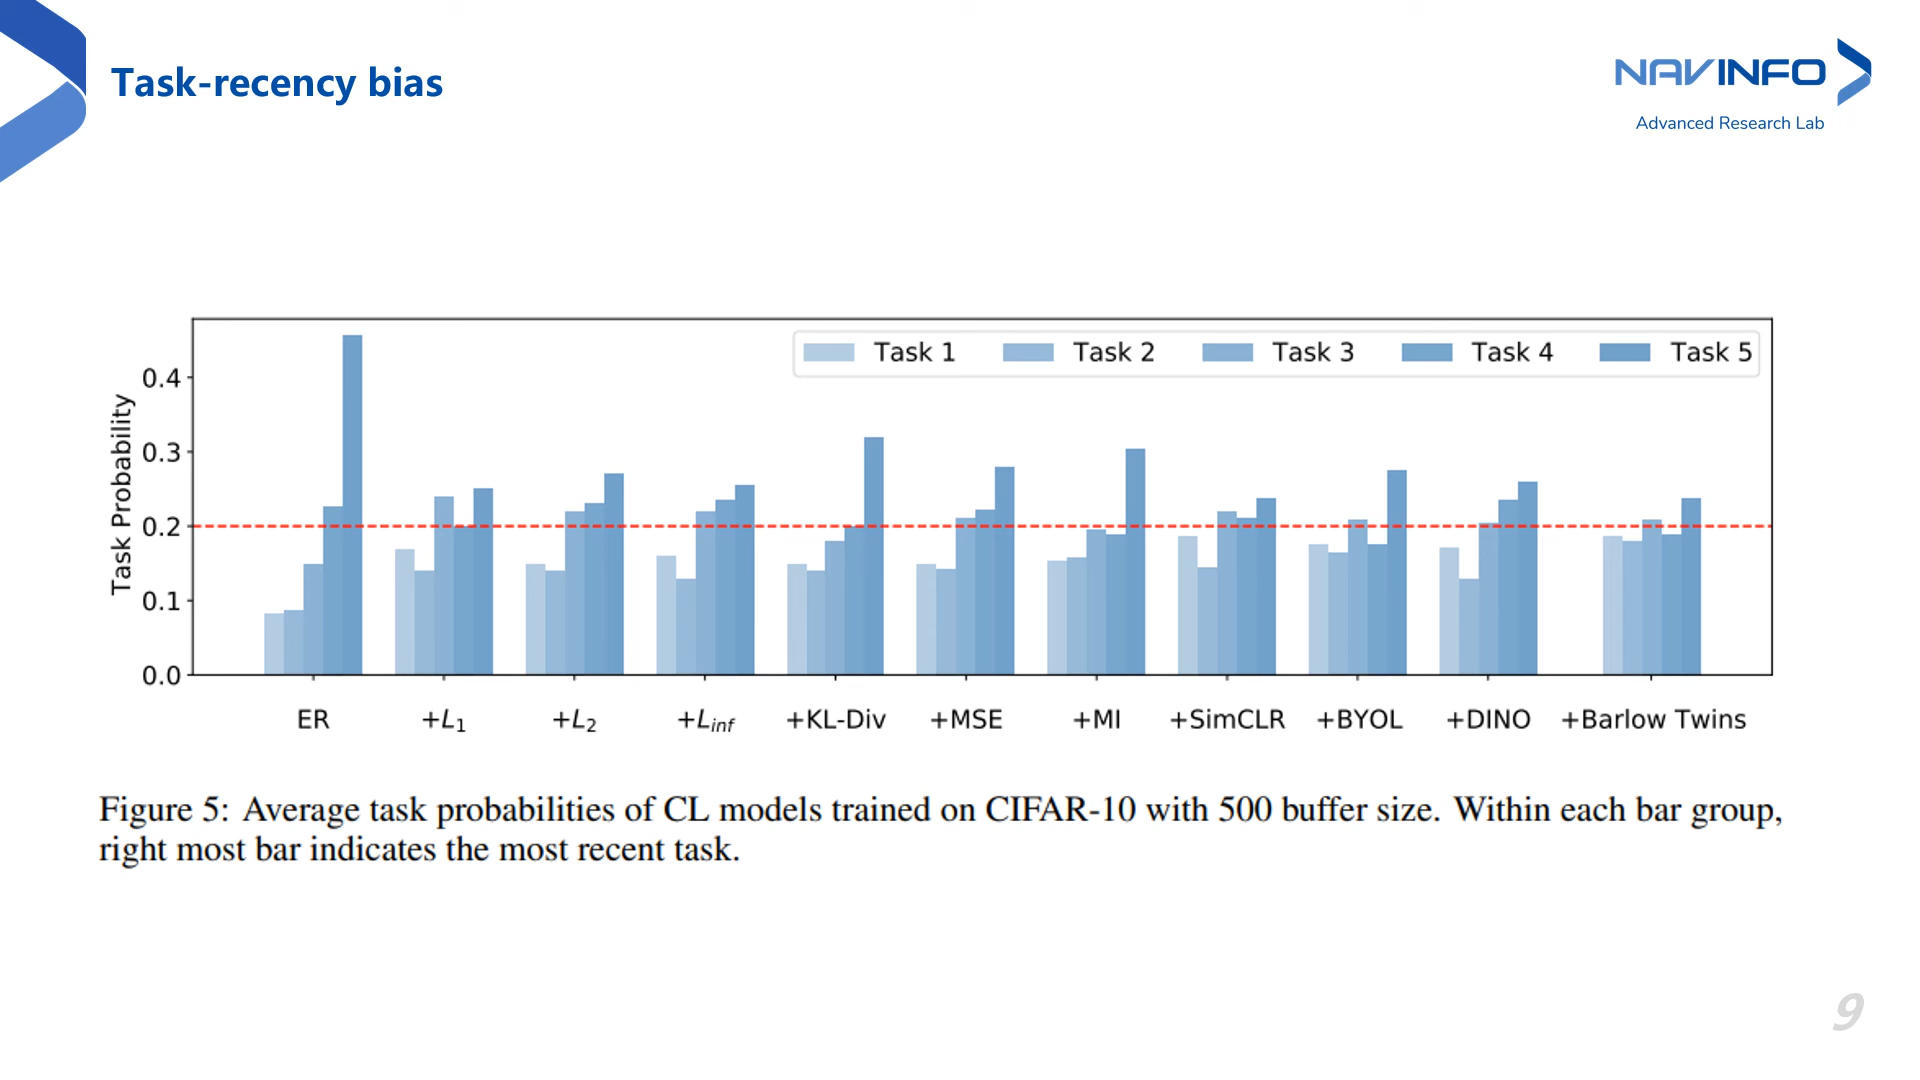 Task-recency bias
NAVINFO
Advanced Research Lab
Task 1 Task 2 Task 3 Task 4 Task 5
Task Probability
0.4
0.3
0.2
0.1
0.0
ER +L1 +L2 +Linf +KL-Div +MSE +MI +SimCLR +BYOL +DINO +Barlow Twins
Figure 5: Average task probabilities of CL models trained on CIFAR-10 with 500 buffer size. Within each bar group,
right most bar indicates the most recent task.
9